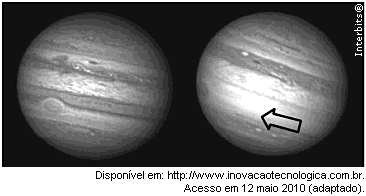 Interbits®
Disponível em: http://www.inovacaotecnologica.com.br.
Acesso em 12 maio 2010 (adaptado).